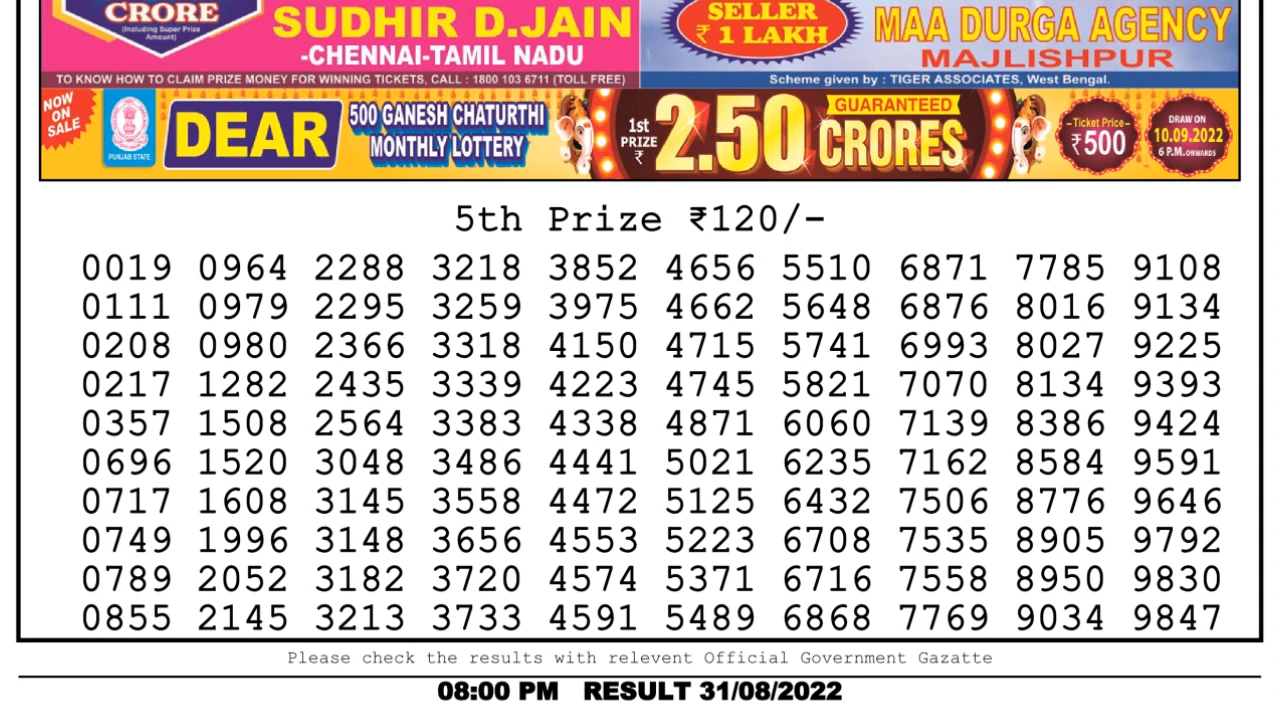 CRORE
(Including Super Prize
Amount)
SUDHIR D.JAIN
-CHENNAI-TAMIL NADU
SELLER
₹ 1 LAKH
MAA DURGA AGENCY
MAJLISHPUR
TO KNOW HOW TO CLAIM PRIZE MONEY FOR WINNING TICKETS, CALL : 1800 103 6711 (TOLL FREE)
Scheme given by : TIGER ASSOCIATES, West Bengal.
NOW
ON
SALE
PUNJAB STATE
DEAR
500 GANESH CHATURTHI
MONTHLY LOTTERY
1st
PRIZE
₹
2.50
GUARANTEED
CRORES
-Ticket Price-
₹500
DRAW ON
10.09.2022
6 P.M. ONWARDS
5th Prize ₹120/-
0019 0964 2288 3218 3852 4656 5510 6871 7785 9108
0111 0979 2295 3259 3975 4662 5648 6876 8016 9134
0208 0980 2366 3318 4150 4715 5741 6993 8027 9225
0217 1282 2435 3339 4223 4745 5821 7070 8134 9393
0357 1508 2564 3383 4338 4871 6060 7139 8386 9424
0696 1520 3048 3486 4441 5021 6235 7162 8584 9591
0717 1608 3145 3558 4472 5125 6432 7506 8776 9646
0749 1996 3148 3656 4553 5223 6708 7535 8905 9792
0789 2052 3182 3720 4574 5371 6716 7558 8950 9830
0855 2145 3213 3733 4591 5489 6868 7769 9034 9847
Please check the results with relevent Official Government Gazatte
08:00 PM RESULT 31/08/2022